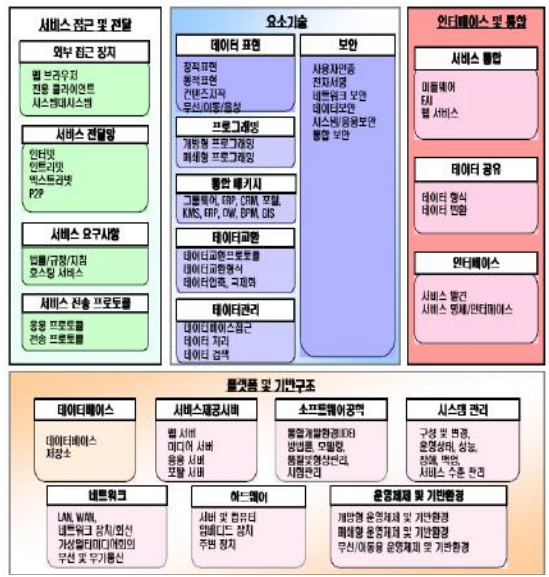 서비스 접근 및 전달
외부 접근 장치
웹 브라우저
전용 클라이언트
시스템대시스템
서비스 전달망
인터넷
인트라넷
엑스트라넷
P2P
서비스 요구사항
법률/규정/지침
호스팅 서비스
서비스 전송 프로토콜
응용 프로토콜
전송 프로토콜
요소기술
데이터 표현
정적표현
동적표현
컨텐츠저작
무선/이동/음성
프로그래밍
개방형 프로그래밍
폐쇄형 프로그래밍
통합 패키지
그룹웨어, ERP, CRM, 포털,
KMS, ERP, DW, BPM, GIS
데이터교환
데이터교환프로토콜
데이터교환형식
데이터압축, 국제화
데이터관리
데이터베이스접근
데이터 처리
데이터 검색
보안
사용자인증
전자서명
네트워크 보안
데이터보안
시스템/응용보안
통합 보안
인터페이스 및 통합
서비스 통합
미들웨어
EAI
웹 서비스
데이터 공유
데이터 형식
데이터 변환
인터페이스
서비스 발견
서비스 명세/인터페이스
플랫폼 및 기반구조
데이터베이스
데이터베이스
저장소
서비스제공서버
웹 서버
미디어 서버
응용 서버
포탈 서버
소프트웨어공학
통합개발환경(IDE)
방법론, 모델링,
품질및형상관리,
시험관리
시스템 관리
구성 및 변경,
운영상태, 성능,
장애, 백업,
서비스 수준 관리
네트워크
LAN, WAN,
네트워크 장치/회선
가상멀티미디어회의
무선 및 무기통신
하드웨어
서버 및 컴퓨터
임베디드 장치
주변 장치
운영체제 및 기반환경
개방형 운영체제 및 기반환경
폐쇄형 운영체제 및 기반환경
무선/이동용 운영체제 및 기반환경